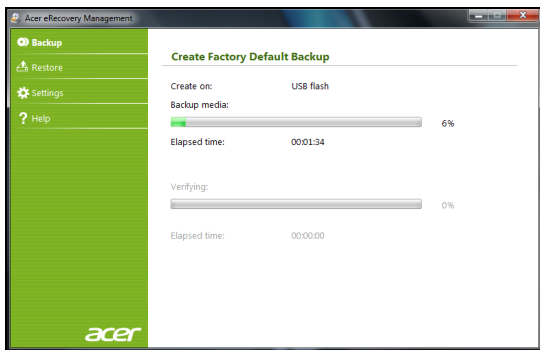 Acer eRecovery Management
Backup
Restore
Settings
? Help
Create Factory Default Backup
Create on: USB flash
Backup media:
6%
Elapsed time: 00:01:34
Verifying:
0%
Elapsed time: 00:00:00
acer